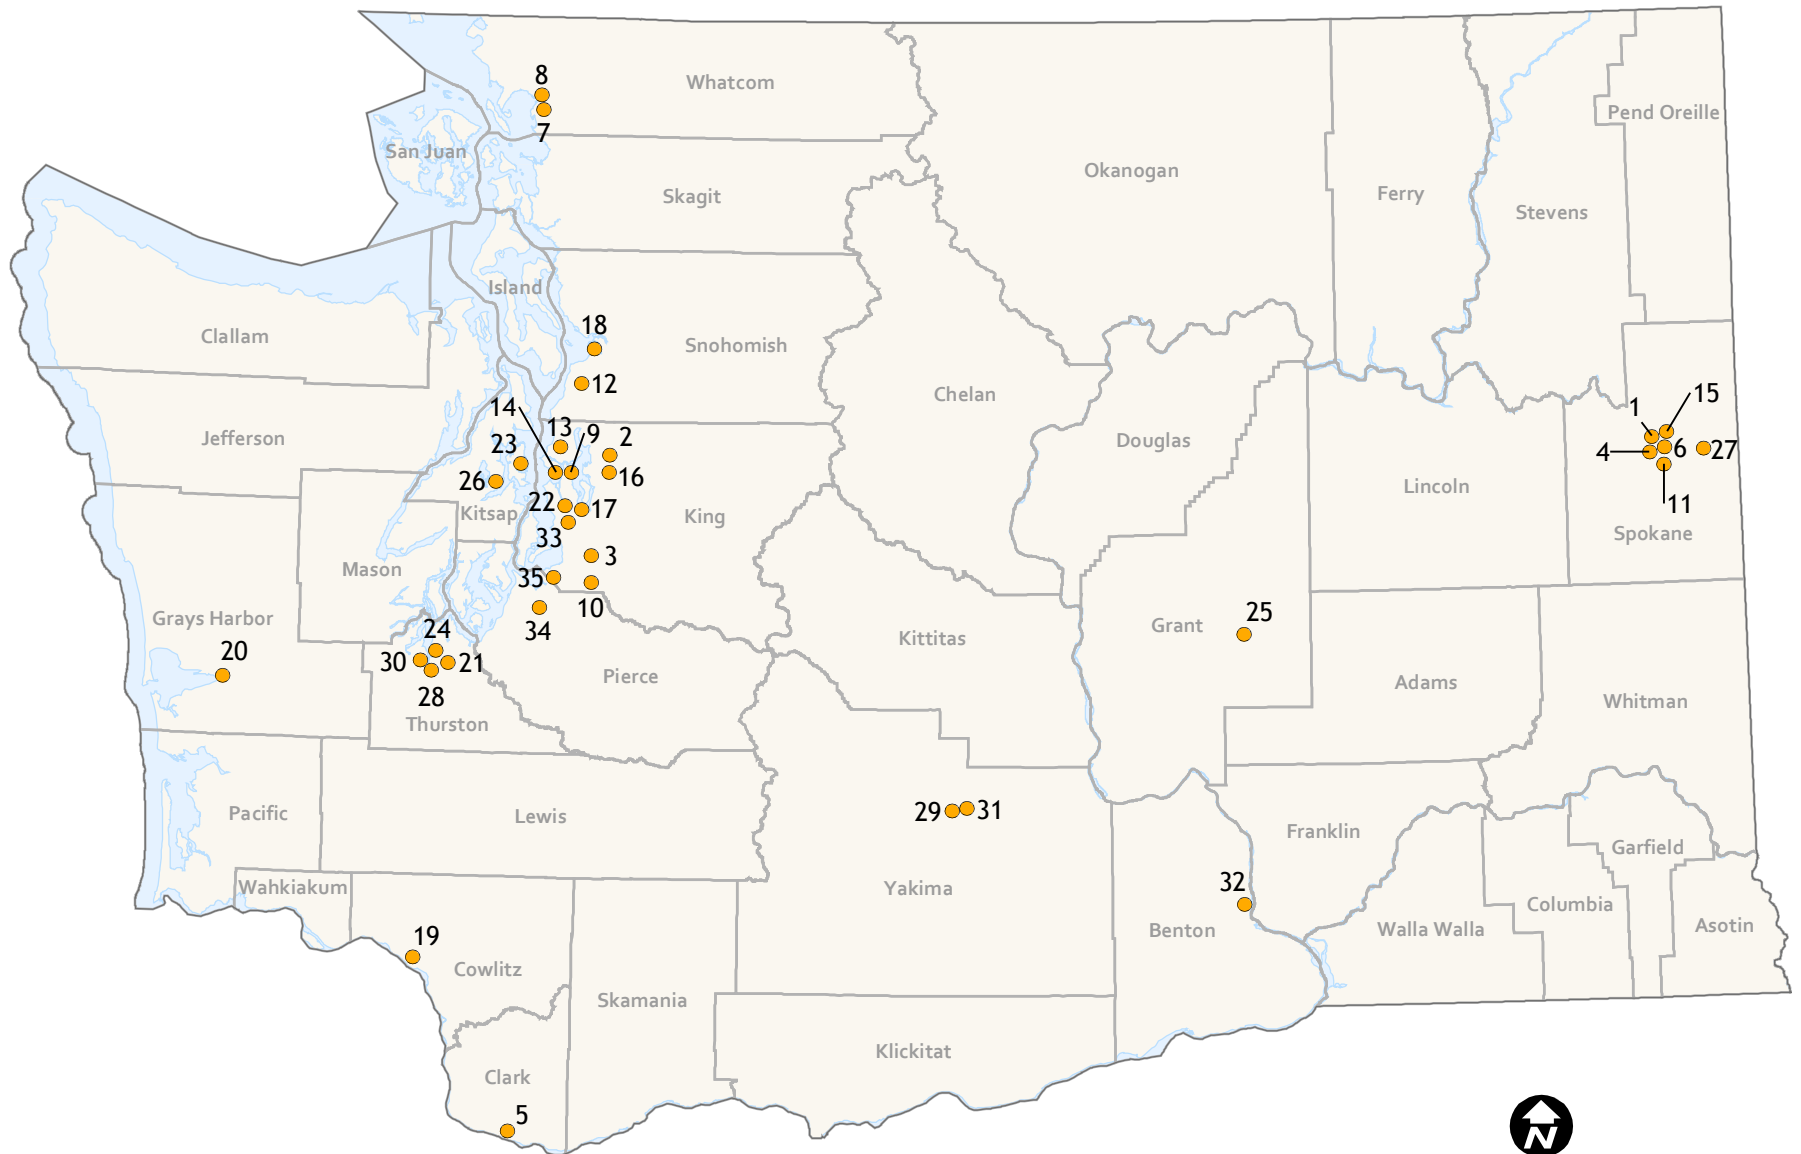 8
Whatcom
7
Pend Oreille
San Juan
Okanogan
Skagit
Ferry
Stevens
Island
18
Clallam
Snohomish
12
Chelan
14
13
9
2
1
15
Jefferson
23
Douglas
4
6
27
26
16
Lincoln
11
22
17
Kitsap
King
33
Spokane
3
Mason
35
10
Grays Harbor
34
25
24
Grant
Kittitas
20
30
21
Pierce
Adams
28
Whitman
Thurston
Pacific
Lewis
29
31
Franklin
Garfield
Wahkiakum
Yakima
32
Columbia
19
Benton
Walla Walla
Asotin
Cowlitz
Skamania
Klickitat
Clark
5
N